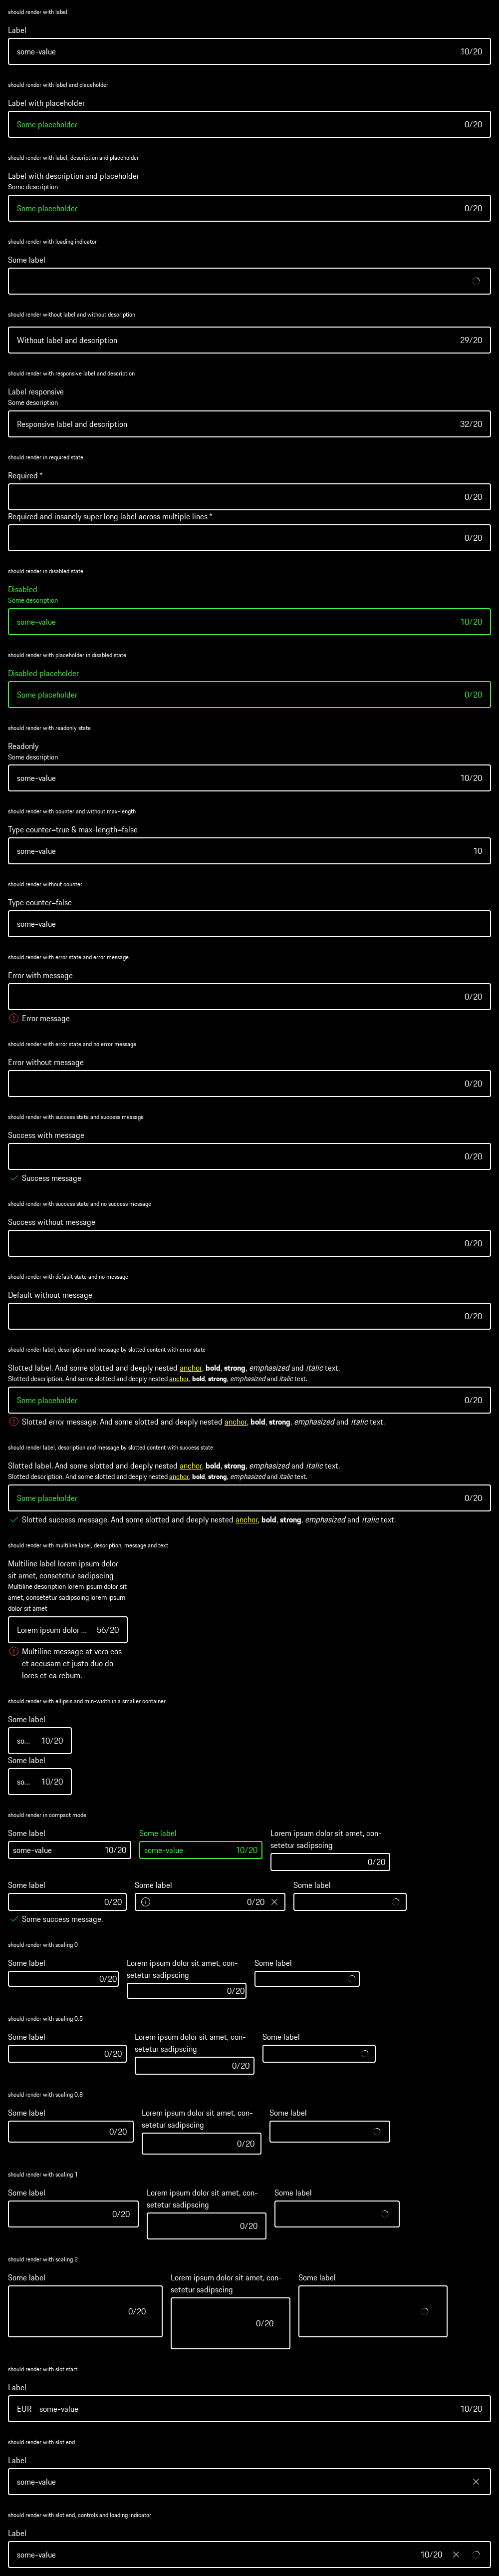 should render with label
Label
some-value 10/20
should render with label and placeholder
Label with placeholder
Some placeholder 0/20
should render with label, description and placeholder
Label with description and placeholder
Some description
Some placeholder 0/20
should render with loading indicator
Some label
should render without label and without description
Without label and description 29/20
should render with responsive label and description
Label responsive
Some description
Responsive label and description 32/20
should render in required state
Required *
0/20
Required and insanely super long label across multiple lines *
0/20
should render in disabled state
Disabled
Some description
some-value 10/20
should render with placeholder in disabled state
Disabled placeholder
Some placeholder 0/20
should render with readonly state
Readonly
Some description
some-value 10/20
should render with counter and without max-length
Type counter=true & max-length=false
some-value 10
should render without counter
Type counter=false
some-value
should render with error state and error message
Error with message
0/20
Error message
should render with error state and no error message
Error without message
0/20
should render with success state and success message
Success with message
0/20
Success message
should render with success state and no success message
Success without message
0/20
should render with default state and no message
Default without message
0/20
should render label, description and message by slotted content with error state
Slotted label. And some slotted and deeply nested anchor, bold, strong, emphasized and italic text.
Slotted description. And some slotted and deeply nested anchor, bold, strong, emphasized and italic text.
Some placeholder 0/20
Slotted error message. And some slotted and deeply nested anchor, bold, strong, emphasized and italic text.
should render label, description and message by slotted content with success state
Slotted label. And some slotted and deeply nested anchor, bold, strong, emphasized and italic text.
Slotted description. And some slotted and deeply nested anchor, bold, strong, emphasized and italic text.
Some placeholder 0/20
Slotted success message. And some slotted and deeply nested anchor, bold, strong, emphasized and italic text.
should render with multiline label, description, message and text
Multiline label lorem ipsum dolor
sit amet, consetetur sadipscing
Multiline description lorem ipsum dolor sit
amet, consetetur sadipscing lorem ipsum
dolor sit amet
Lorem ipsum dolor ... 56/20
Multiline message at vero eos
et accusam et justo duo do-
lores et ea rebum.
should render with ellipsis and min-width in a smaller container
Some label
so... 10/20
Some label
so... 10/20
should render in compact mode
Some label Some label Lorem ipsum dolor sit amet, con-
setetur sadipscing
some-value 10/20 some-value 10/20
0/20
Some label Some label Some label
0/20 0/20
Some success message.
should render with scaling 0
Some label Lorem ipsum dolor sit amet, con- Some label
setetur sadipscing
0/20
0/20
should render with scaling 0.5
Some label Lorem ipsum dolor sit amet, con- Some label
setetur sadipscing
0/20
0/20
should render with scaling 0.8
Some label Lorem ipsum dolor sit amet, con- Some label
setetur sadipscing
0/20
0/20
should render with scaling 1
Some label Lorem ipsum dolor sit amet, con- Some label
setetur sadipscing
0/20
0/20
should render with scaling 2
Some label Lorem ipsum dolor sit amet, con- Some label
setetur sadipscing
0/20
0/20
should render with slot start
Label
EUR some-value 10/20
should render with slot end
Label
some-value
should render with slot end, controls and loading indicator
Label
some-value 10/20